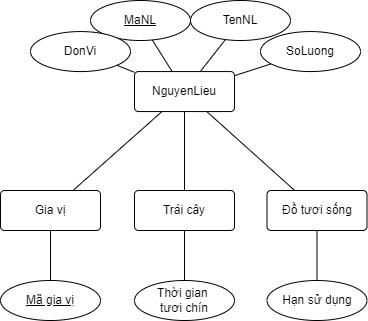 MaNL
TenNL
DonVi
SoLuong
NguyenLieu
Gia vị
Trái cây
Đồ tươi sống
Mã gia vị
Thời gian
tươi chín
Hạn sử dụng